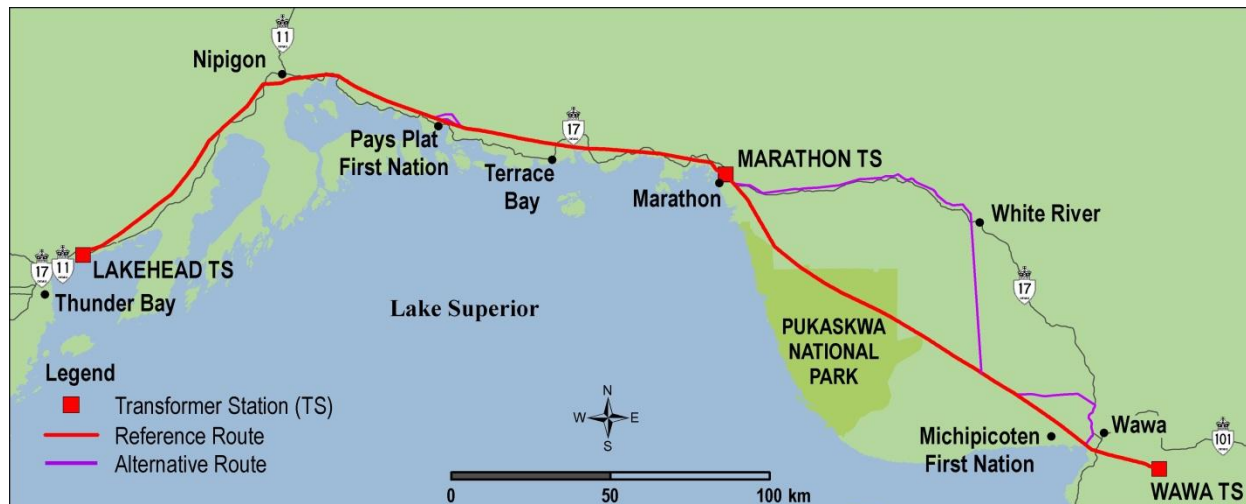 11
Nipigon
17
Pays Plat
First Nation
Terrace
Bay
MARATHON TS
Marathon
White River
17
11
LAKEHEAD TS
Thunder Bay
Lake Superior
17
PUKASKWA
NATIONAL
PARK
Legend
Transformer Station (TS)
Reference Route
Alternative Route
N
W
E
S
Michipicoten
First Nation
Wawa
101
WAWA TS
0
50
100 km